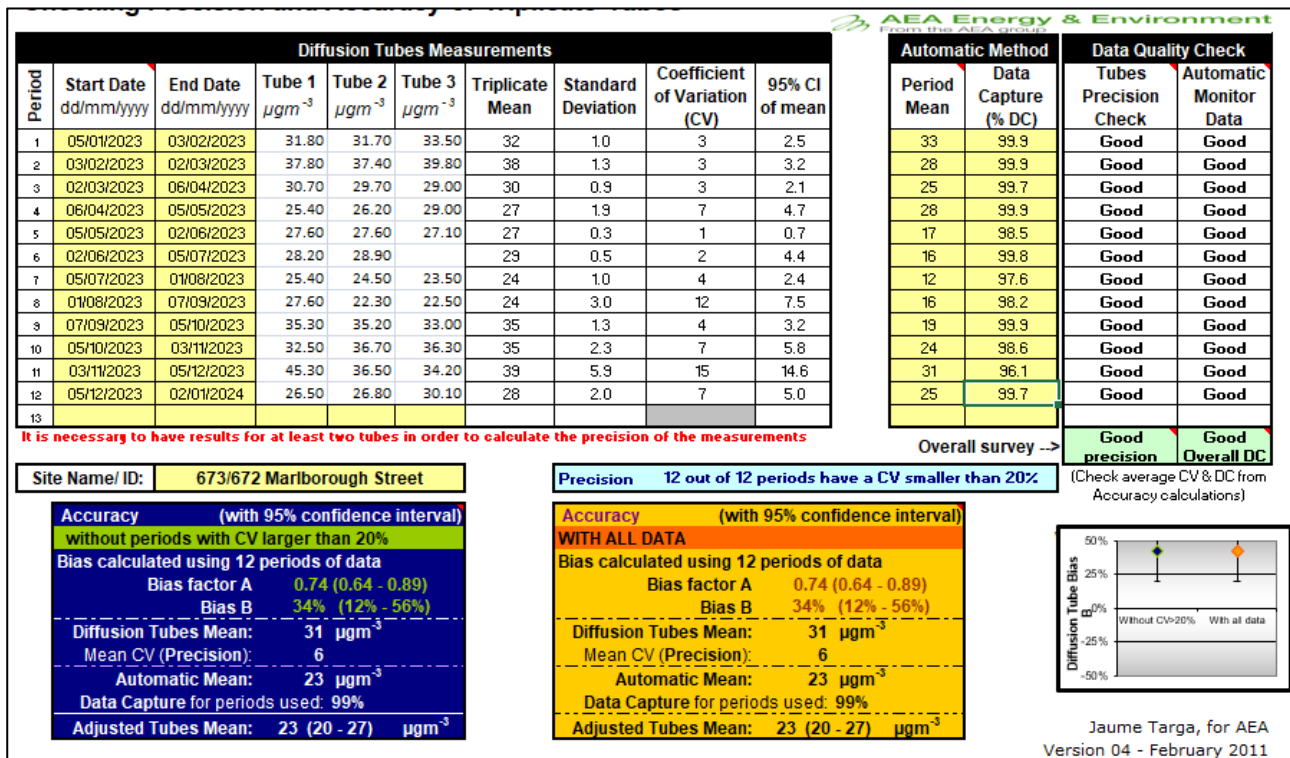 Checking Precision and Accuracy of Triplicate Tubes
AEA Energy & Environment
From the AEA group
Diffusion Tubes Measurements
Automatic Method
Data Quality Check
Period Start Date dd/mm/yyyy End Date dd/mm/yyyy Tube 1 µgm-3 Tube 2 µgm-3 Tube 3 µgm-3 Triplicate Mean Standard Deviation Coefficient of Variation (CV) 95% CI of mean Period Mean Data Capture (% DC) Tubes Precision Check Automatic Monitor Data
1 05/01/2023 03/02/2023 31.80 31.70 33.50 32 1.0 3 2.5 33 99.9 Good Good
2 03/02/2023 02/03/2023 37.80 37.40 39.80 38 1.3 3 3.2 28 99.9 Good Good
3 02/03/2023 06/04/2023 30.70 29.70 29.00 30 0.9 3 2.1 25 99.7 Good Good
4 06/04/2023 05/05/2023 25.40 26.20 29.00 27 1.9 7 4.7 28 99.9 Good Good
5 05/05/2023 02/06/2023 27.60 27.60 27.10 27 0.3 1 0.7 17 98.5 Good Good
6 02/06/2023 05/07/2023 28.20 28.90 29 0.5 2 4.4 16 99.8 Good Good
7 05/07/2023 01/08/2023 25.40 24.50 23.50 24 1.0 4 2.4 12 97.6 Good Good
8 01/08/2023 07/09/2023 27.60 22.30 22.50 24 3.0 12 7.5 16 98.2 Good Good
9 07/09/2023 05/10/2023 35.30 35.20 33.00 35 1.3 4 3.2 19 99.9 Good Good
10 05/10/2023 03/11/2023 32.50 36.70 36.30 35 2.3 7 5.8 24 98.6 Good Good
11 03/11/2023 05/12/2023 45.30 36.50 34.20 39 5.9 15 14.6 31 96.1 Good Good
12 05/12/2023 02/01/2024 26.50 26.80 30.10 28 2.0 7 5.0 25 99.7 Good Good
13
It is necessary to have results for at least two tubes in order to calculate the precision of the measurements
Overall survey --> Good precision Good Overall DC
Site Name/ ID: 673/672 Marlborough Street
Precision 12 out of 12 periods have a CV smaller than 20%
(Check average CV & DC from
Accuracy calculations)
Accuracy (with 95% confidence interval)
without periods with CV larger than 20%
Bias calculated using 12 periods of data
Bias factor A 0.74 (0.64 - 0.89)
Bias B 34% (12% - 56%)
Diffusion Tubes Mean: 31 µgm-3
Mean CV (Precision): 6
Automatic Mean: 23 µgm-3
Data Capture for periods used: 99%
Adjusted Tubes Mean: 23 (20 - 27) µgm-3
Accuracy (with 95% confidence interval)
WITH ALL DATA
Bias calculated using 12 periods of data
Bias factor A 0.74 (0.64 - 0.89)
Bias B 34% (12% - 56%)
Diffusion Tubes Mean: 31 µgm-3
Mean CV (Precision): 6
Automatic Mean: 23 µgm-3
Data Capture for periods used: 99%
Adjusted Tubes Mean: 23 (20 - 27) µgm-3
Diffusion Tube Bias B
50%
25%
0%
-25%
-50%
Without CV>20% With all data
Jaume Targa, for AEA
Version 04 - February 2011